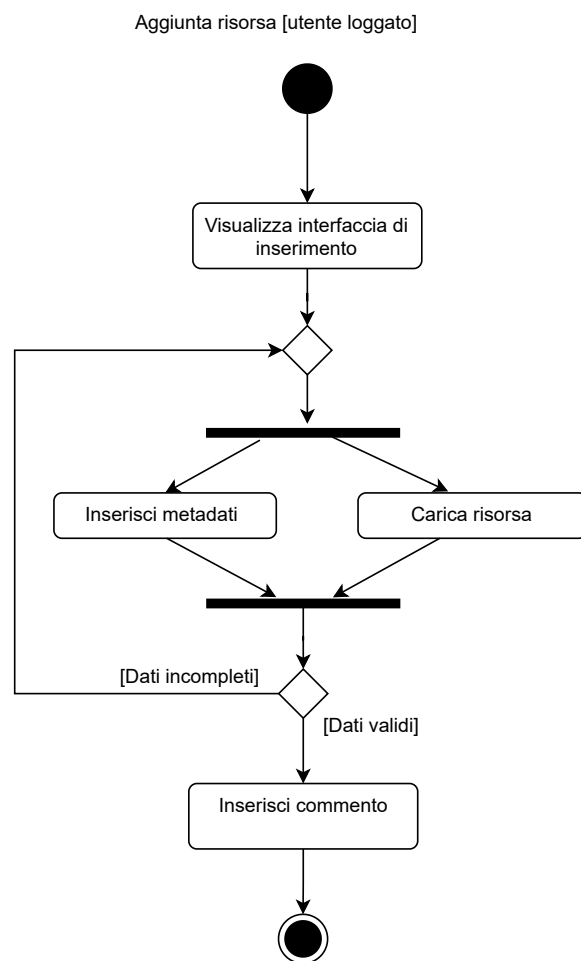 Aggiunta risorsa [utente loggato]
Visualizza interfaccia di
inserimento
Inserisci metadati
Carica risorsa
[Dati incompleti]
[Dati validi]
Inserisci commento